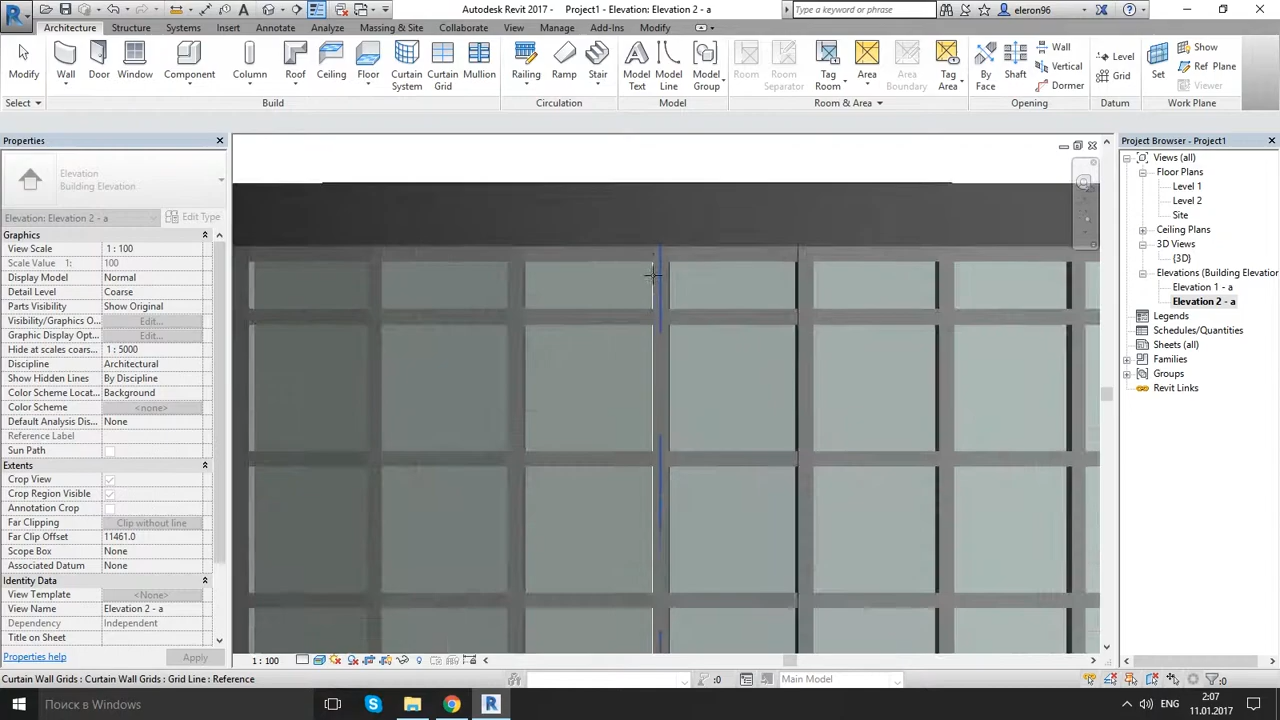 Autodesk Revit 2017 - Project1 - Elevation: Elevation 2 - a
Type a keyword or phrase
eleron96
Architecture Structure Systems Insert Annotate Analyze Massing & Site Collaborate View Manage Add-Ins Modify
Modify Wall Door Window Component Column Roof Ceiling Floor Curtain System Curtain Grid Mullion Railing Ramp Stair Model Text Model Line Model Group Room Room Separator Tag Room Area Area Boundary Tag Area By Face Shaft Wall Vertical Dormer Level Grid Set Show Ref Plane Viewer
Select Build Circulation Model Room & Area Opening Datum Work Plane
Properties
Elevation
Building Elevation
Elevation: Elevation 2 - a Edit Type
Graphics
View Scale 1 : 100
Scale Value 1: 100
Display Model Normal
Detail Level Coarse
Parts Visibility Show Original
Visibility/Graphics O... Edit...
Graphic Display Opt... Edit...
Hide at scales coars... 1 : 5000
Discipline Architectural
Show Hidden Lines By Discipline
Color Scheme Locat... Background
Color Scheme <none>
Default Analysis Dis... None
Reference Label
Sun Path
Extents
Crop View
Crop Region Visible
Annotation Crop
Far Clipping Clip without line
Far Clip Offset 11461.0
Scope Box None
Associated Datum None
Identity Data
View Template <None>
View Name Elevation 2 - a
Dependency Independent
Title on Sheet
Properties help Apply
Project Browser - Project1
Views (all)
Floor Plans
Level 1
Level 2
Site
Ceiling Plans
3D Views
{3D}
Elevations (Building Elevatio
Elevation 1 - a
Elevation 2 - a
Legends
Schedules/Quantities
Sheets (all)
Families
Groups
Revit Links
1 : 100
Curtain Wall Grids : Curtain Wall Grids : Grid Line : Reference
:0
Main Model
:0
Поиск в Windows
ENG
2:07
11.01.2017